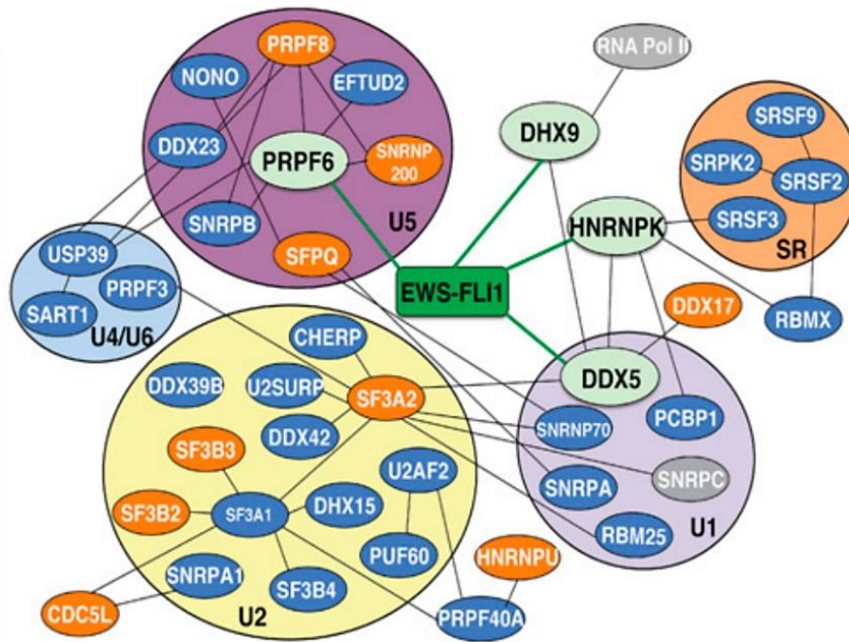 PRPF8
NONO
EFTUD2
DDX23
PRPF6
SNRNP
200
SNRPB
U5
SFPQ
RNA Pol II
DHX9
HNRNPK
EWS-FLI1
SRSF9
SRPK2
SRSF2
SRSF3
SR
USP39
PRPF3
SART1
U4/U6
DDX17
RBMX
CHERP
DDX39B
U2SURP
SF3A2
DDX42
SF3B3
U2AF2
SF3B2
SF3A1
DHX15
PUF60
SNRPA1
SF3B4
U2
DDX5
SNRNP70
PCBP1
SNRPA
SNRPC
RBM25
U1
HNRNPU
CDC5L
PRPF40A